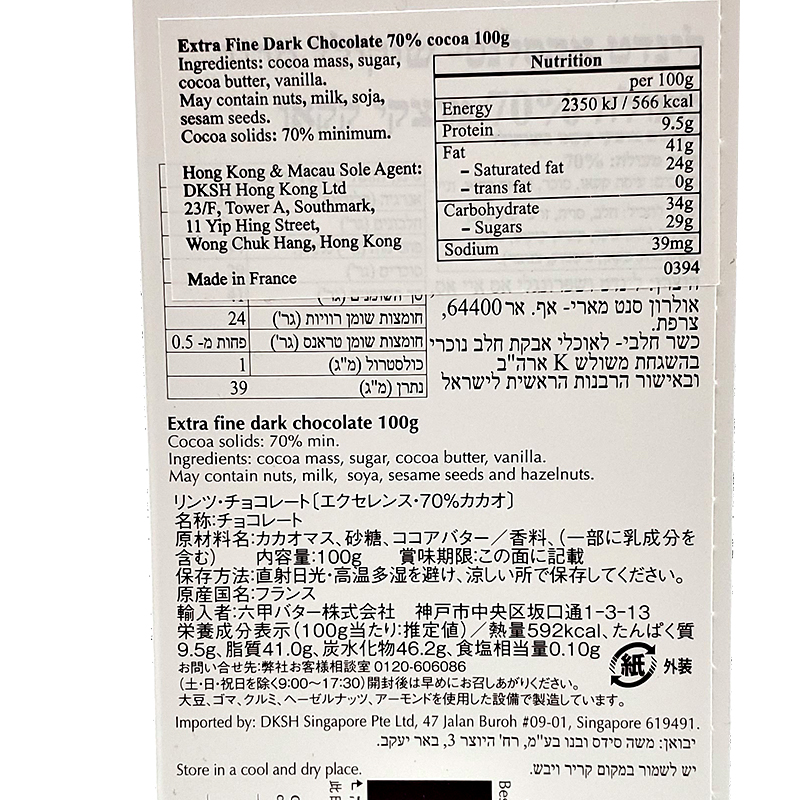 Extra Fine Dark Chocolate 70% cocoa 100g
Ingredients: cocoa mass, sugar,
cocoa butter, vanilla.
May contain nuts, milk, soja,
sesam seeds.
Cocoa solids: 70% minimum.
Hong Kong & Macau Sole Agent:
DKSH Hong Kong Ltd
23/F, Tower A, Southmark,
11 Yip Hing Street,
Wong Chuk Hang, Hong Kong
Made in France
Nutrition
per 100g
Energy 2350 kJ / 566 kcal
Protein 9.5g
Fat 41g
– Saturated fat 24g
– trans fat 0g
Carbohydrate 34g
– Sugars 29g
Sodium 39mg
0394
חומצות שומן רוויות (גר') 24
חומצות שומן טראנס (גר') פחות מ- 0.5
כולסטרול (מ"ג) 1
נתרן (מ"ג) 39
אולרון סנט מארי- אף. אר 64400,
צרפת.
כשר חלבי- לאוכלי אבקת חלב נוכרי
בהשגחת משולש K ארה"ב
ובאישור הרבנות הראשית לישראל
Extra fine dark chocolate 100g
Cocoa solids: 70% min.
Ingredients: cocoa mass, sugar, cocoa butter, vanilla.
May contain nuts, milk, soya, sesame seeds and hazelnuts.
リンツ・チョコレート〔エクセレンス・70%カカオ〕
名称:チョコレート
原材料名:カカオマス、砂糖、ココアバター／香料、(一部に乳成分を
含む) 内容量:100g 賞味期限:この面に記載
保存方法:直射日光・高温多湿を避け、涼しい所で保存してください。
原産国名:フランス
輸入者:六甲バター株式会社 神戸市中央区坂口通1-3-13
栄養成分表示(100g当たり:推定値)／熱量592kcal、たんぱく質
9.5g、脂質41.0g、炭水化物46.2g、食塩相当量0.10g
お問い合せ先:弊社お客様相談室 0120-606086
(土・日・祝日を除く9:00〜17:30)開封後は早めにお召しあがりください。
大豆、ゴマ、クルミ、ヘーゼルナッツ、アーモンドを使用した設備で製造しています。
紙 外装
Imported by: DKSH Singapore Pte Ltd, 47 Jalan Buroh #09-01, Singapore 619491.
יבואן: משה סידס ובנו בע"מ, רח' היוצר 3, באר יעקב.
Store in a cool and dry place.
יש לשמור במקום קריר ויבש.